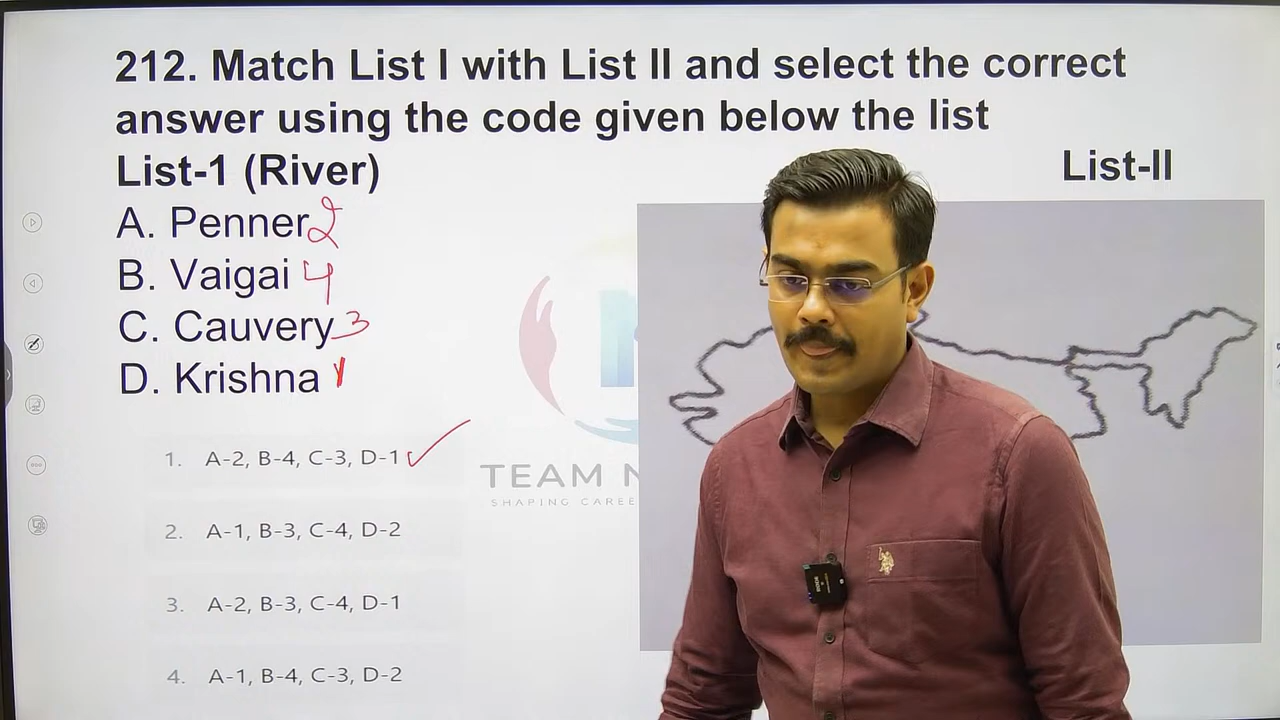 212. Match List I with List II and select the correct
answer using the code given below the list
List-1 (River)
List-II
A. Penner 2
B. Vaigai 4
C. Cauvery 3
D. Krishna 1
1. A-2, B-4, C-3, D-1
TEAM
SHAPING
2. A-1, B-3, C-4, D-2
3. A-2, B-3, C-4, D-1
4. A-1, B-4, C-3, D-2